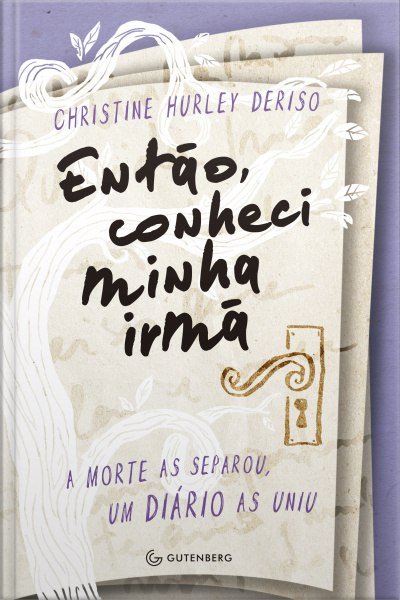 CHRISTINE HURLEY DERISO
Então,
conheci
minha
irmã
A MORTE AS SEPAROU,
UM DIÁRIO AS UNIU
GUTENBERG